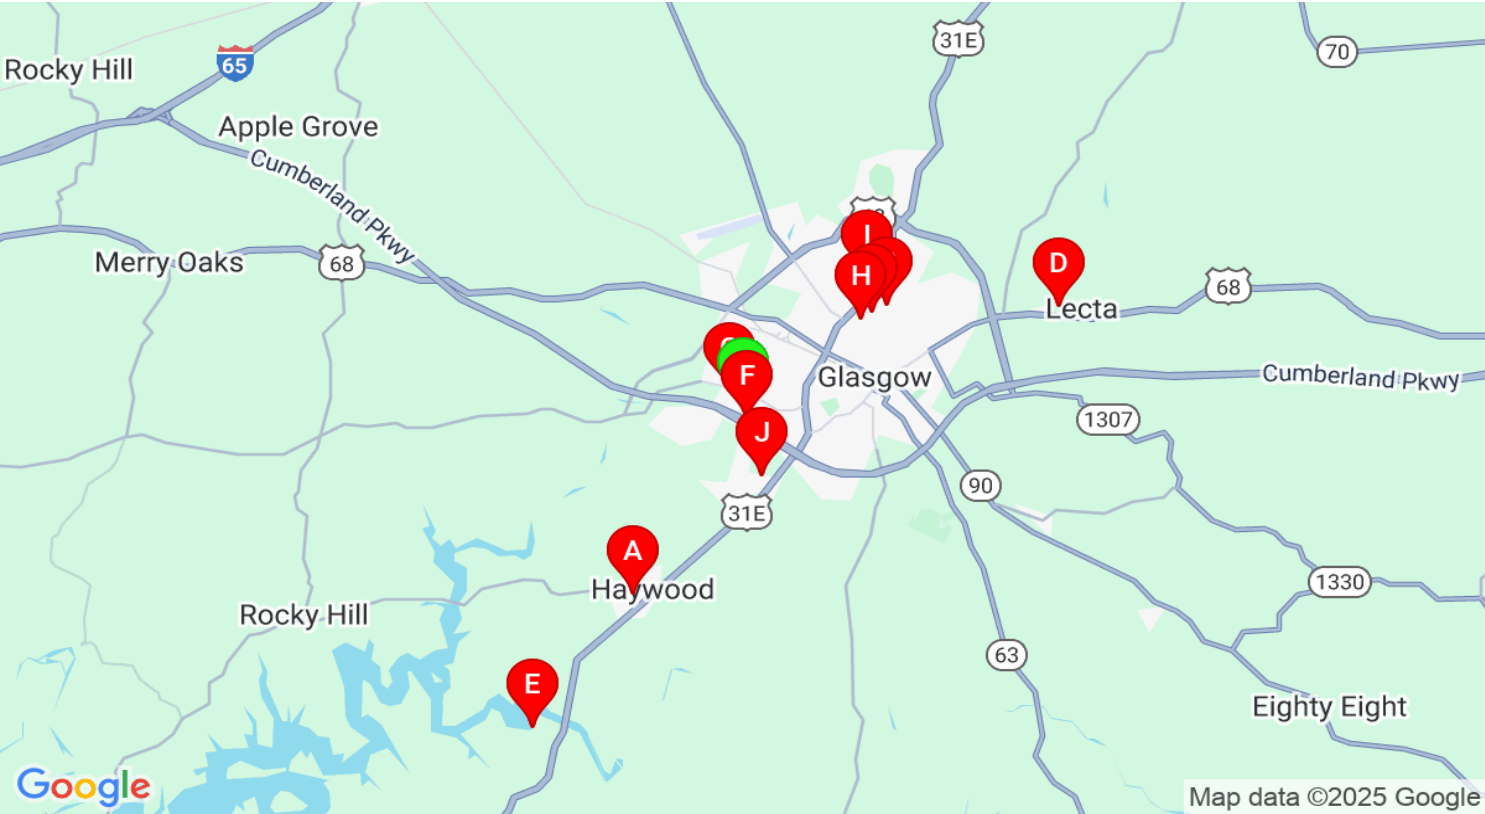 31E
70
Rocky Hill
65
Apple Grove
Cumberland Pkwy
I
Merry Oaks
68
H
D
68
Lecta
F
Glasgow
Cumberland Pkwy
1307
J
90
31E
A
Haywood
1330
Rocky Hill
63
E
Eighty Eight
Google
Map data ©2025 Google